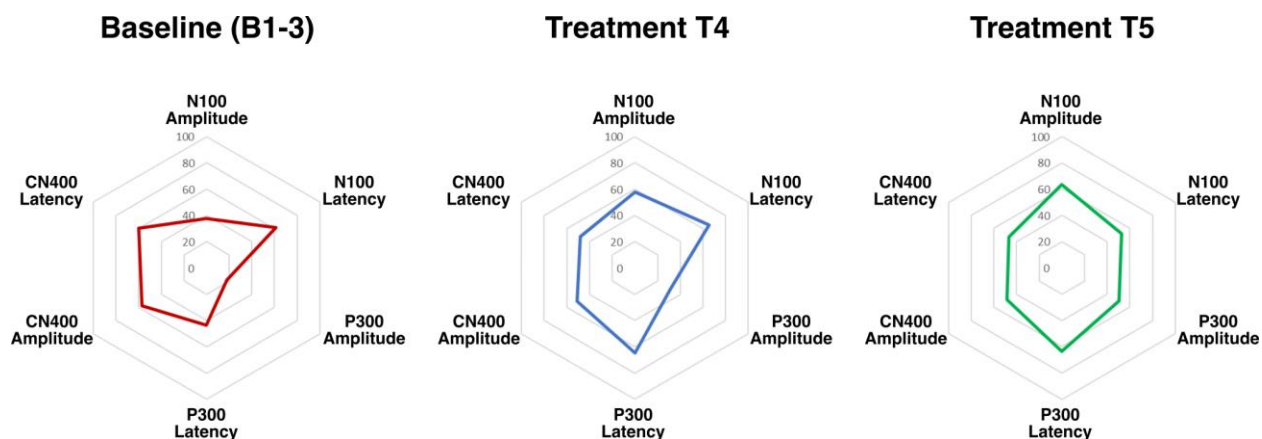 Baseline (B1-3)
N100
Amplitude
100
80
60
40
20
0
CN400
Latency
N100
Latency
CN400
Amplitude
P300
Amplitude
P300
Latency
Treatment T4
N100
Amplitude
100
80
60
40
20
0
CN400
Latency
N100
Latency
CN400
Amplitude
P300
Amplitude
P300
Latency
Treatment T5
N100
Amplitude
100
80
60
40
20
0
CN400
Latency
N100
Latency
CN400
Amplitude
P300
Amplitude
P300
Latency